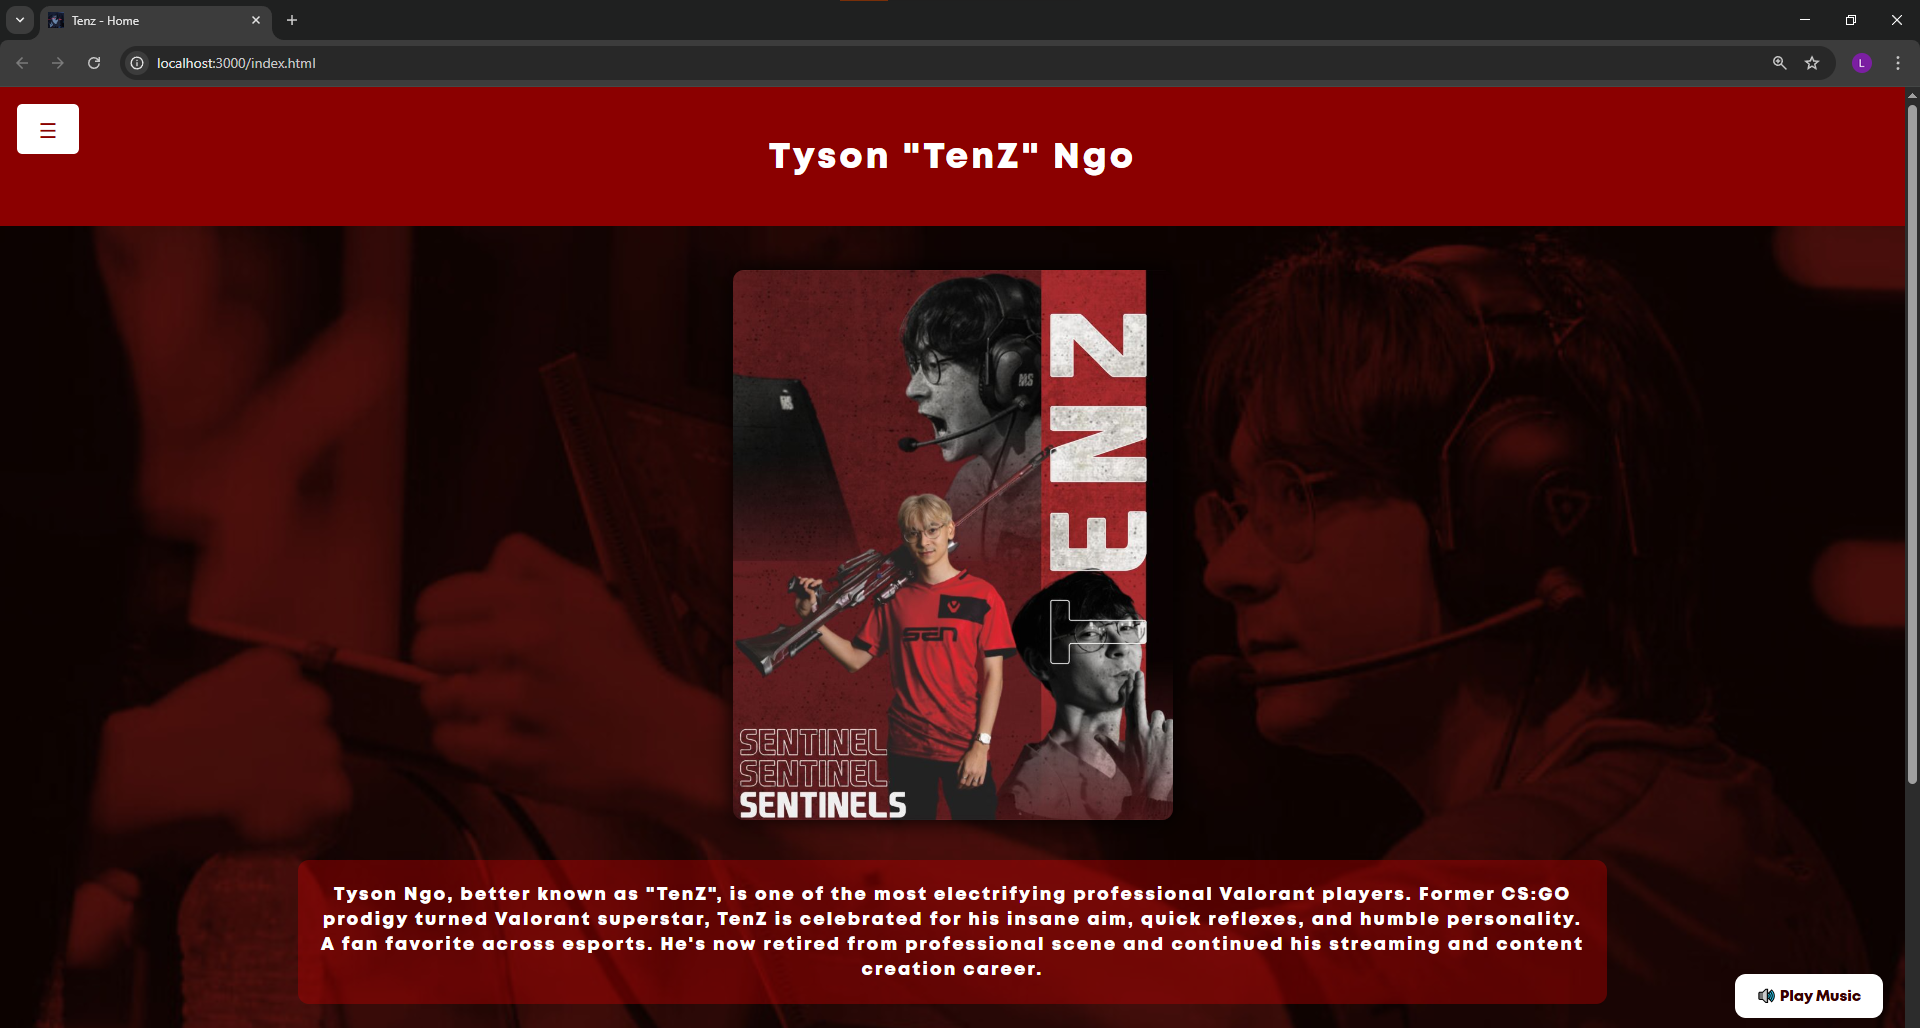 Tenz - Home
localhost:3000/index.html
L
☰
Tyson "TenZ" Ngo
TENZ
MS
MS
sen
SENTINEL
SENTINEL
SENTINELS
Tyson Ngo, better known as "TenZ", is one of the most electrifying professional Valorant players. Former CS:GO
prodigy turned Valorant superstar, TenZ is celebrated for his insane aim, quick reflexes, and humble personality.
A fan favorite across esports. He's now retired from professional scene and continued his streaming and content
creation career.
🔊 Play Music